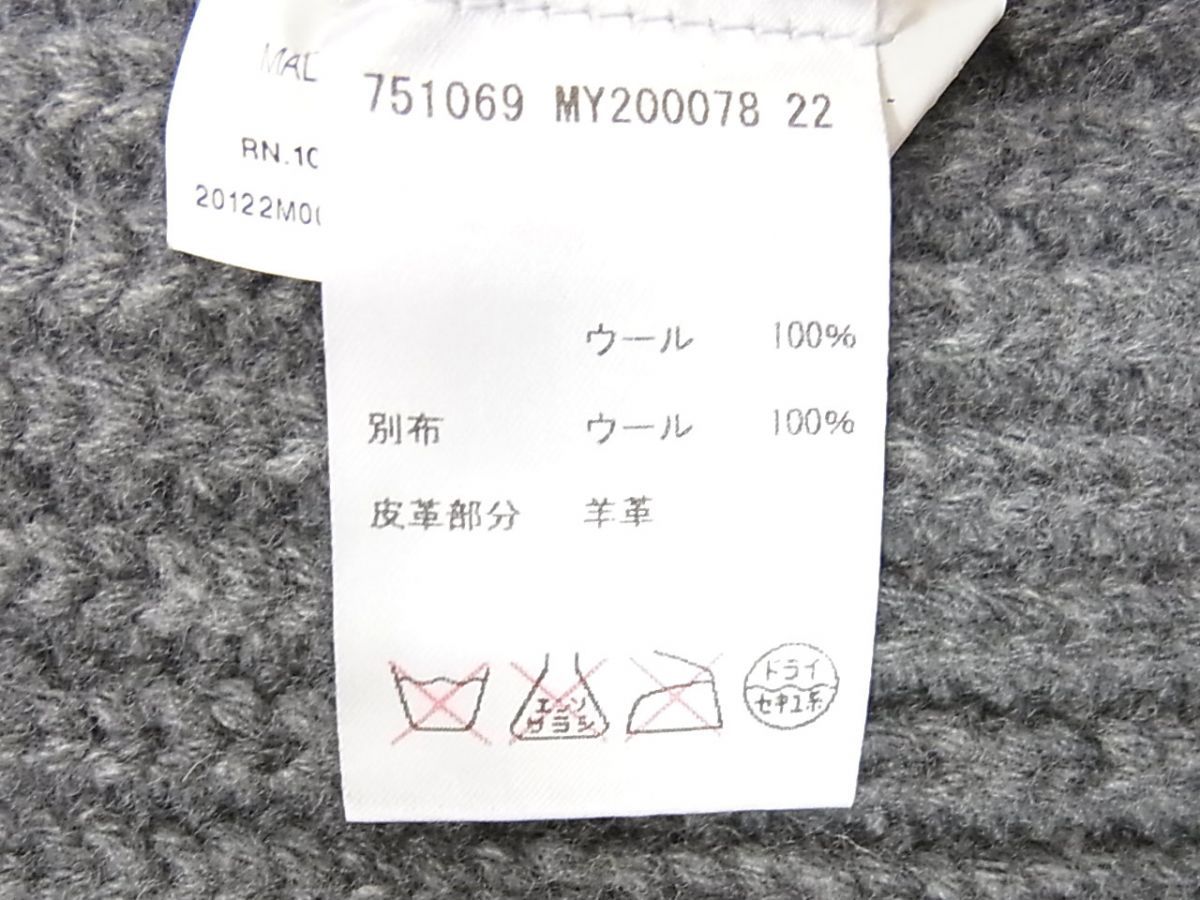 MAD
RN.10
20122M00
751069 MY200078 22
ウール 100%
別布 ウール 100%
皮革部分 羊革
エンソ
サラシ
ドライ
セキユ系